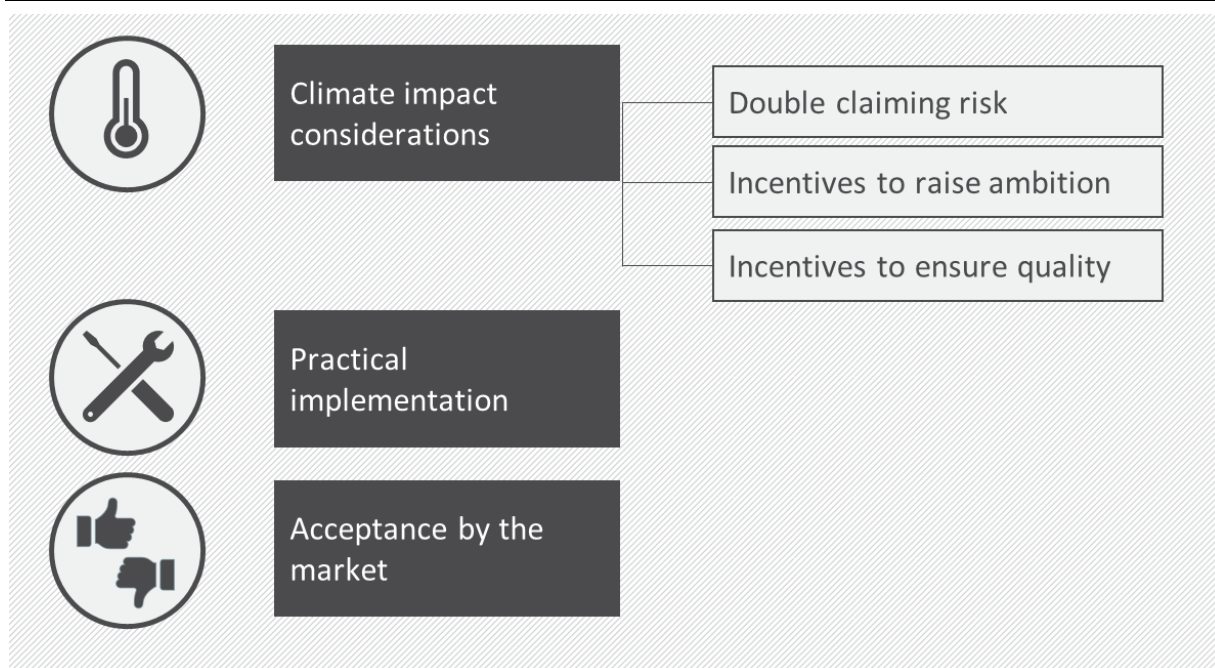 Climate impact
considerations
Double claiming risk
Incentives to raise ambition
Incentives to ensure quality
Practical
implementation
Acceptance by the
market